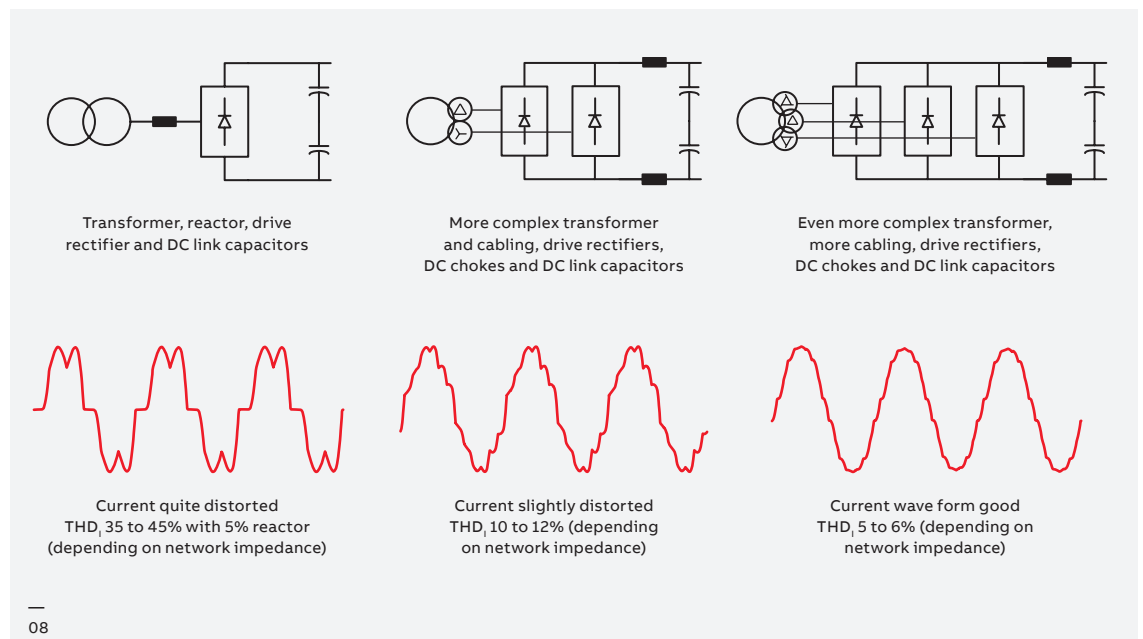 Transformer, reactor, drive
rectifier and DC link capacitors
More complex transformer
and cabling, drive rectifiers,
DC chokes and DC link capacitors
Even more complex transformer,
more cabling, drive rectifiers,
DC chokes and DC link capacitors
Current quite distorted
THDI 35 to 45% with 5% reactor
(depending on network impedance)
Current slightly distorted
THDI 10 to 12% (depending
on network impedance)
Current wave form good
THDI 5 to 6% (depending on
network impedance)
—
08